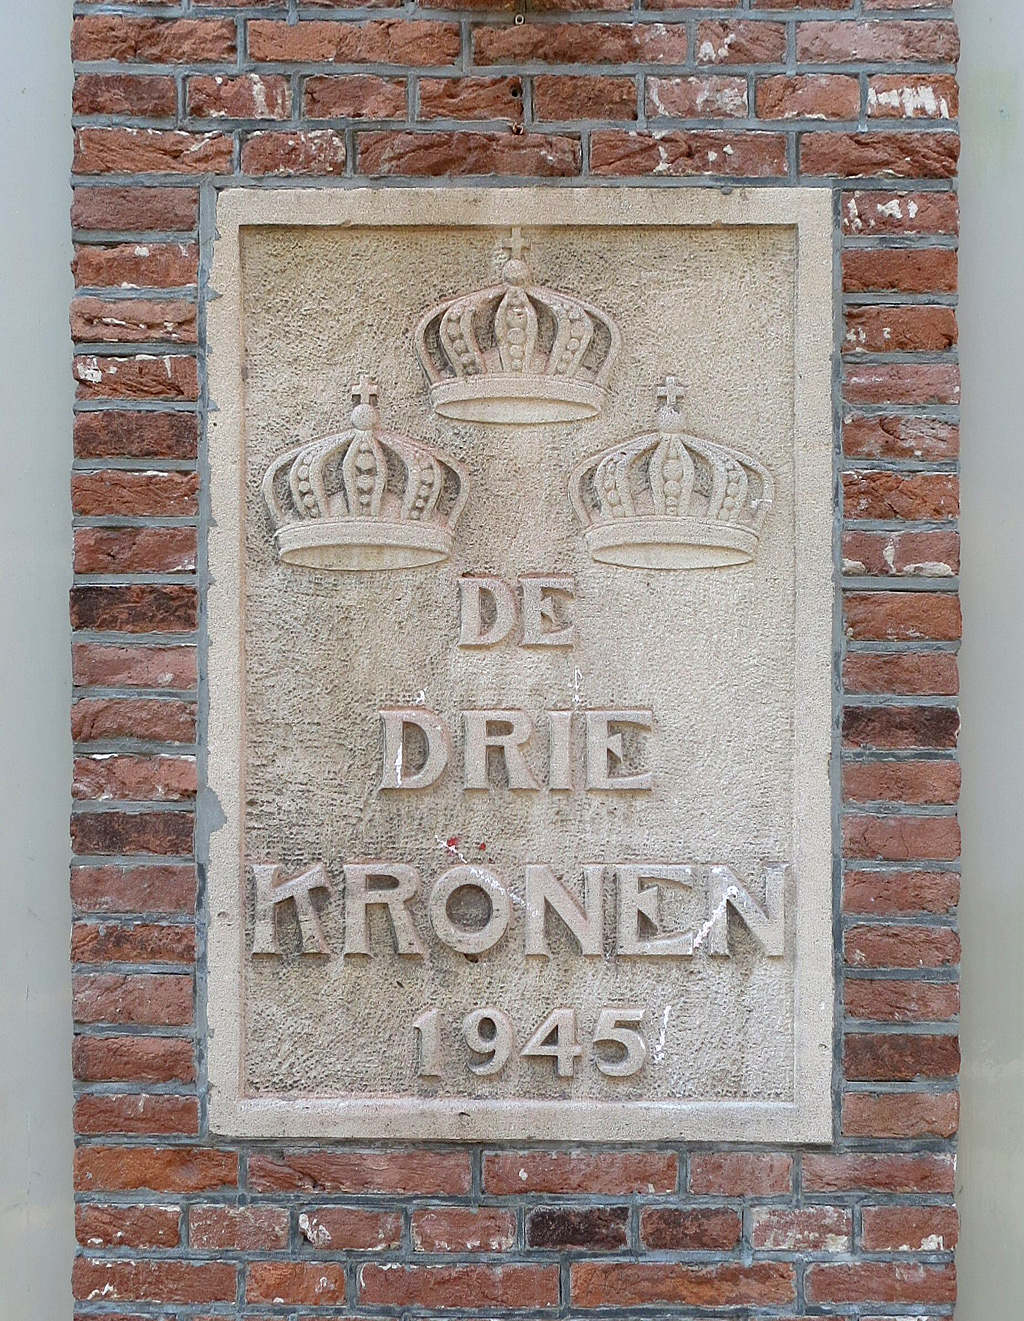 DE
DRIE
KRONEN
1945